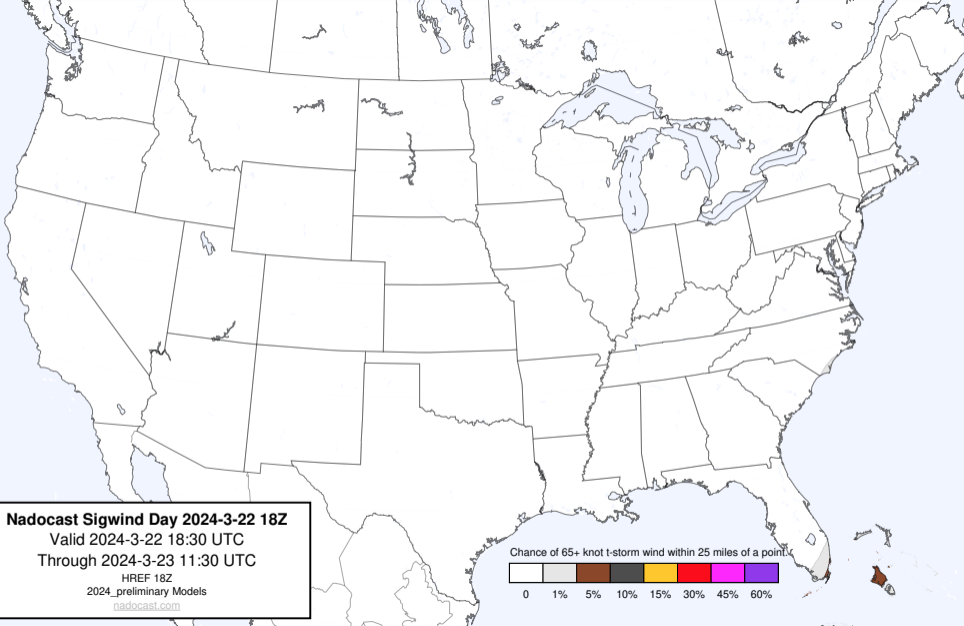 Nadocast Sigwind Day 2024-3-22 18Z
Valid 2024-3-22 18:30 UTC
Through 2024-3-23 11:30 UTC
HREF 18Z
2024_preliminary Models
nadocast.com
Chance of 65+ knot t-storm wind within 25 miles of a point.
0 1% 5% 10% 15% 30% 45% 60%